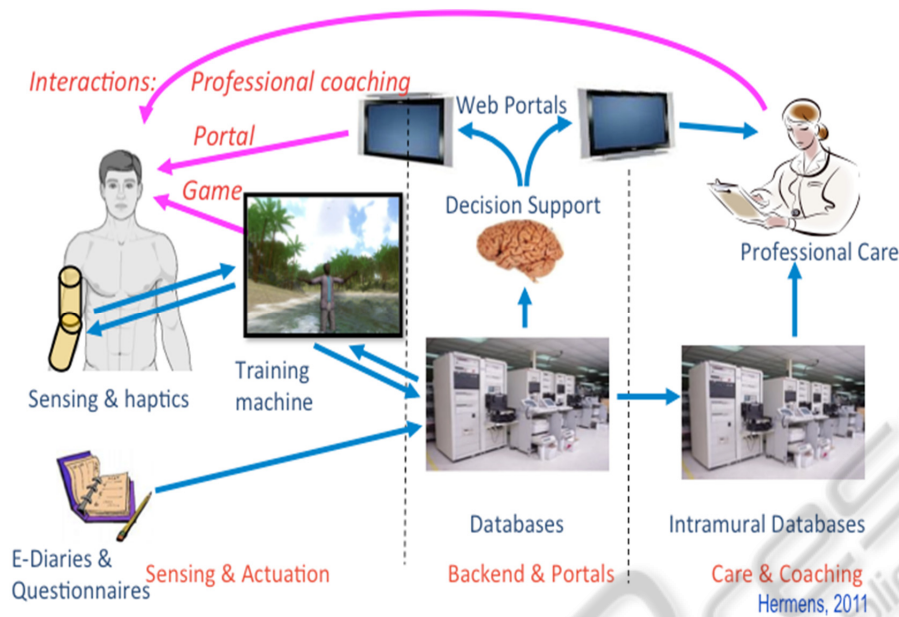 Interactions: Professional coaching
Web Portals
Portal
Game
Decision Support
Professional Care
Sensing & haptics
Training
machine
Databases
Intramural Databases
E-Diaries &
Questionnaires
Sensing & Actuation
Backend & Portals
Care & Coaching
Hermens, 2011